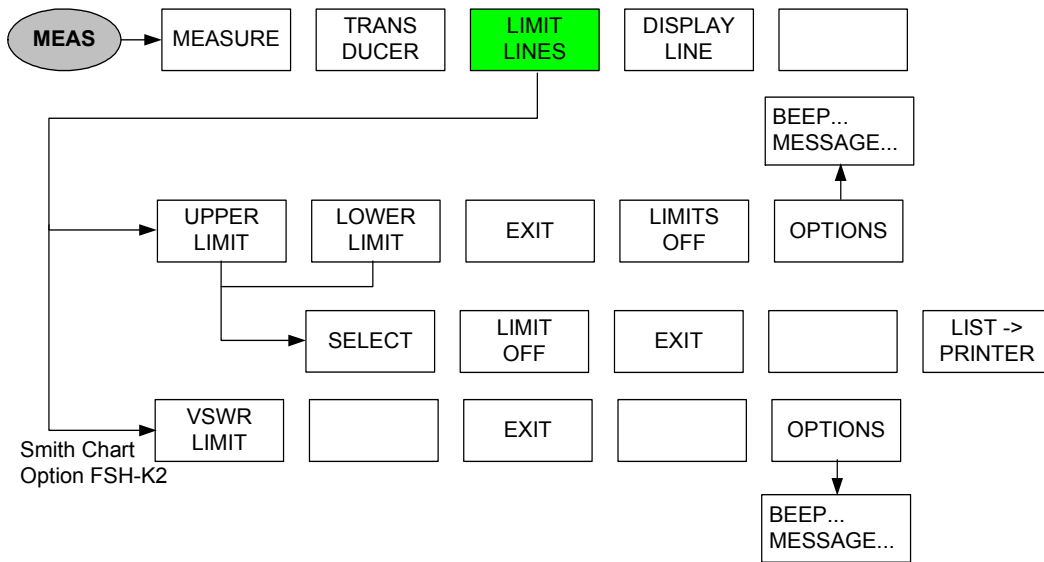 MEAS
MEASURE
TRANS
DUCER
LIMIT
LINES
DISPLAY
LINE
BEEP...
MESSAGE...
UPPER
LIMIT
LOWER
LIMIT
EXIT
LIMITS
OFF
OPTIONS
SELECT
LIMIT
OFF
EXIT
LIST ->
PRINTER
VSWR
LIMIT
EXIT
OPTIONS
Smith Chart
Option FSH-K2
BEEP...
MESSAGE...